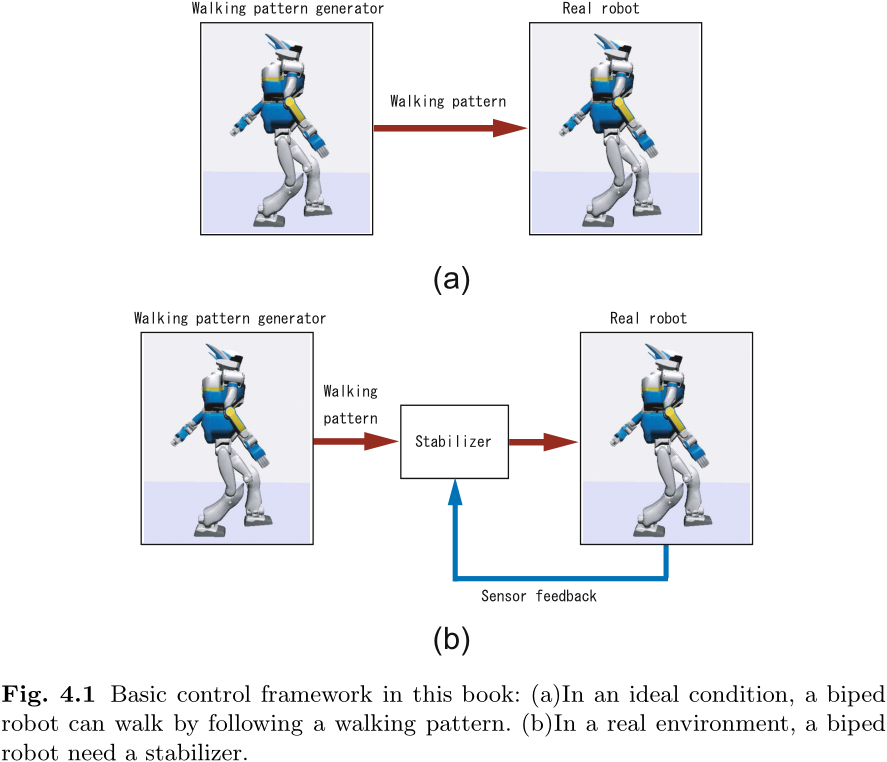 Walking pattern generator
Real robot
Walking pattern
(a)
Walking pattern generator
Real robot
Walking
pattern
Stabilizer
Sensor feedback
(b)
Fig. 4.1 Basic control framework in this book: (a)In an ideal condition, a biped
robot can walk by following a walking pattern. (b)In a real environment, a biped
robot need a stabilizer.